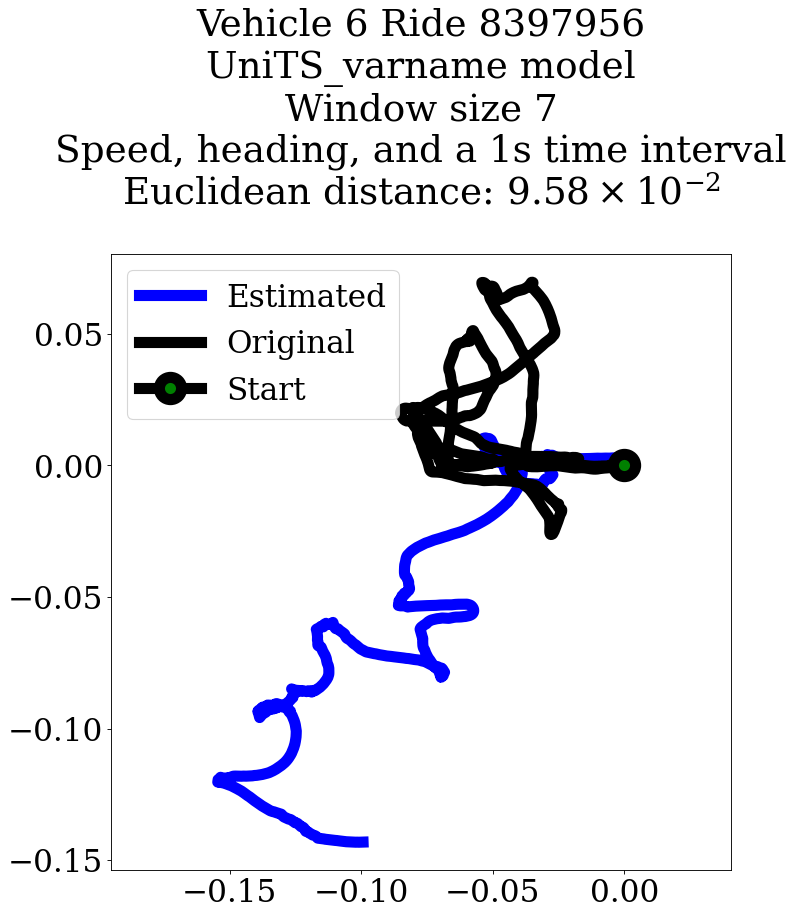 Vehicle 6 Ride 8397956
UniTS_varname model
Window size 7
Speed, heading, and a 1s time interval
Euclidean distance: 9.58 × 10⁻²
Estimated
Original
Start
0.05
0.00
−0.05
−0.10
−0.15
−0.15 −0.10 −0.05 0.00